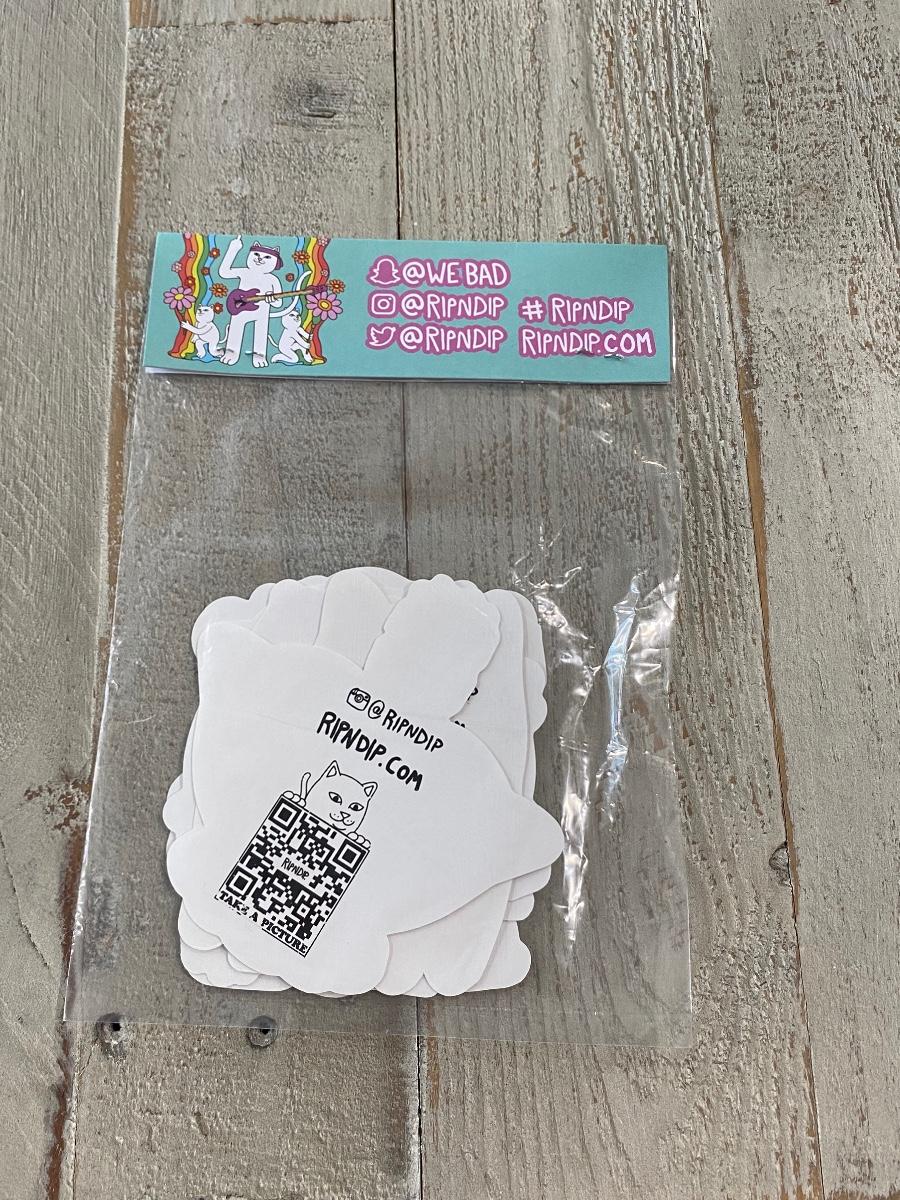 @WE BAD
@RIPNDIP
@RIPNDIP
#RIPNDIP
RIPNDIP.COM
@RIPNDIP
RIPNDIP.COM
RIPNDIP
TAKE A PICTURE